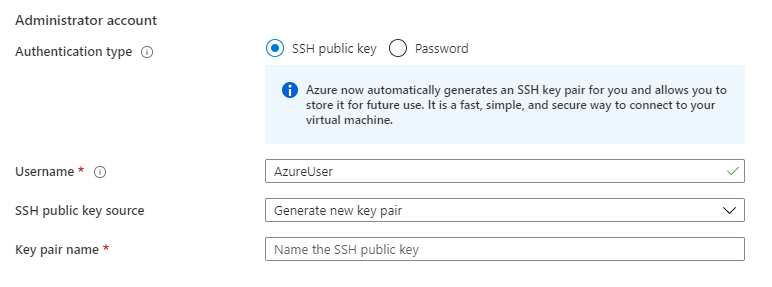 Administrator account
Authentication type
SSH public key Password
Azure now automatically generates an SSH key pair for you and allows you to
store it for future use. It is a fast, simple, and secure way to connect to your
virtual machine.
Username *
AzureUser
SSH public key source
Generate new key pair
Key pair name *
Name the SSH public key